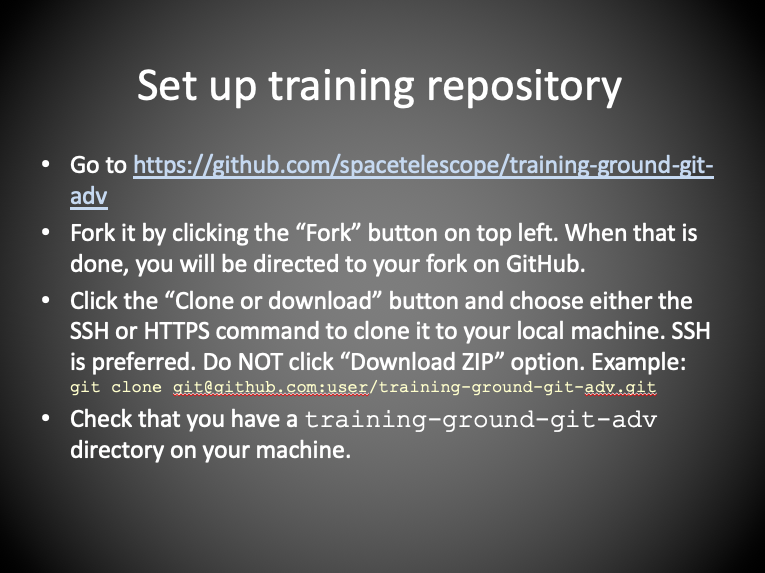 Set up training repository
• Go to https://github.com/spacetelescope/training-ground-git-
adv
• Fork it by clicking the “Fork” button on top left. When that is
done, you will be directed to your fork on GitHub.
• Click the “Clone or download” button and choose either the
SSH or HTTPS command to clone it to your local machine. SSH
is preferred. Do NOT click “Download ZIP” option. Example:
git clone git@github.com:user/training-ground-git-adv.git
• Check that you have a training-ground-git-adv
directory on your machine.